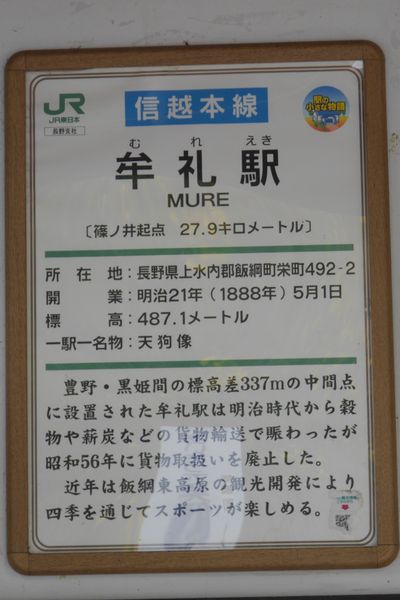 JR
JR東日本
長野支社
信越本線
駅の
小さな物語
むれえき
牟礼駅
MURE
〔篠ノ井起点 27.9キロメートル〕
所在地：長野県上水内郡飯綱町栄町492-2
開業：明治21年（1888年）5月1日
標高：487.1メートル
一駅一名物：天狗像
豊野・黒姫間の標高差337mの中間点
に設置された牟礼駅は明治時代から穀
物や薪炭などの貨物輸送で賑わったが
昭和56年に貨物取扱いを廃止した。
近年は飯綱東高原の観光開発により
四季を通じてスポーツが楽しめる。